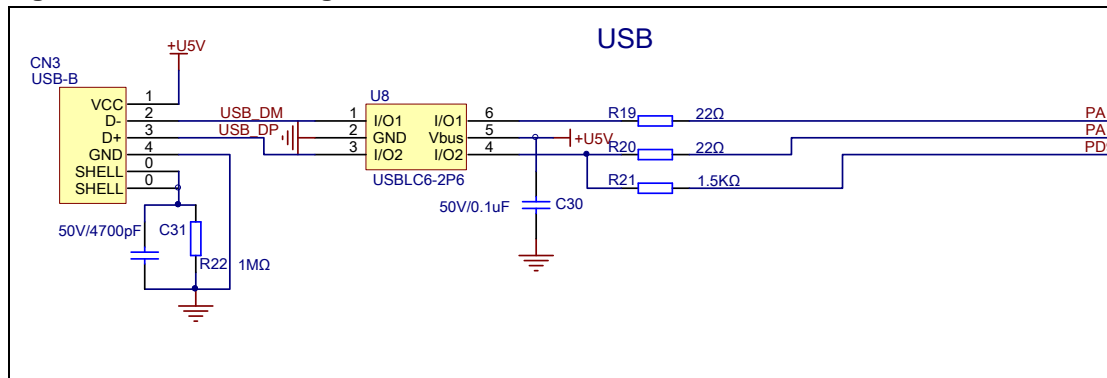 USB
+U5V
CN3
USB-B
VCC 1
D- 2
D+ 3
GND 4
SHELL 0
SHELL 0
USB_DM
USB_DP
U8
1 I/O1 I/O1 6
2 GND Vbus 5
3 I/O2 I/O2 4
USBLC6-2P6
+U5V
R19 22Ω PA
R20 22Ω PA
R21 1.5KΩ
50V/0.1uF C30
50V/4700pF C31
R22 1MΩ